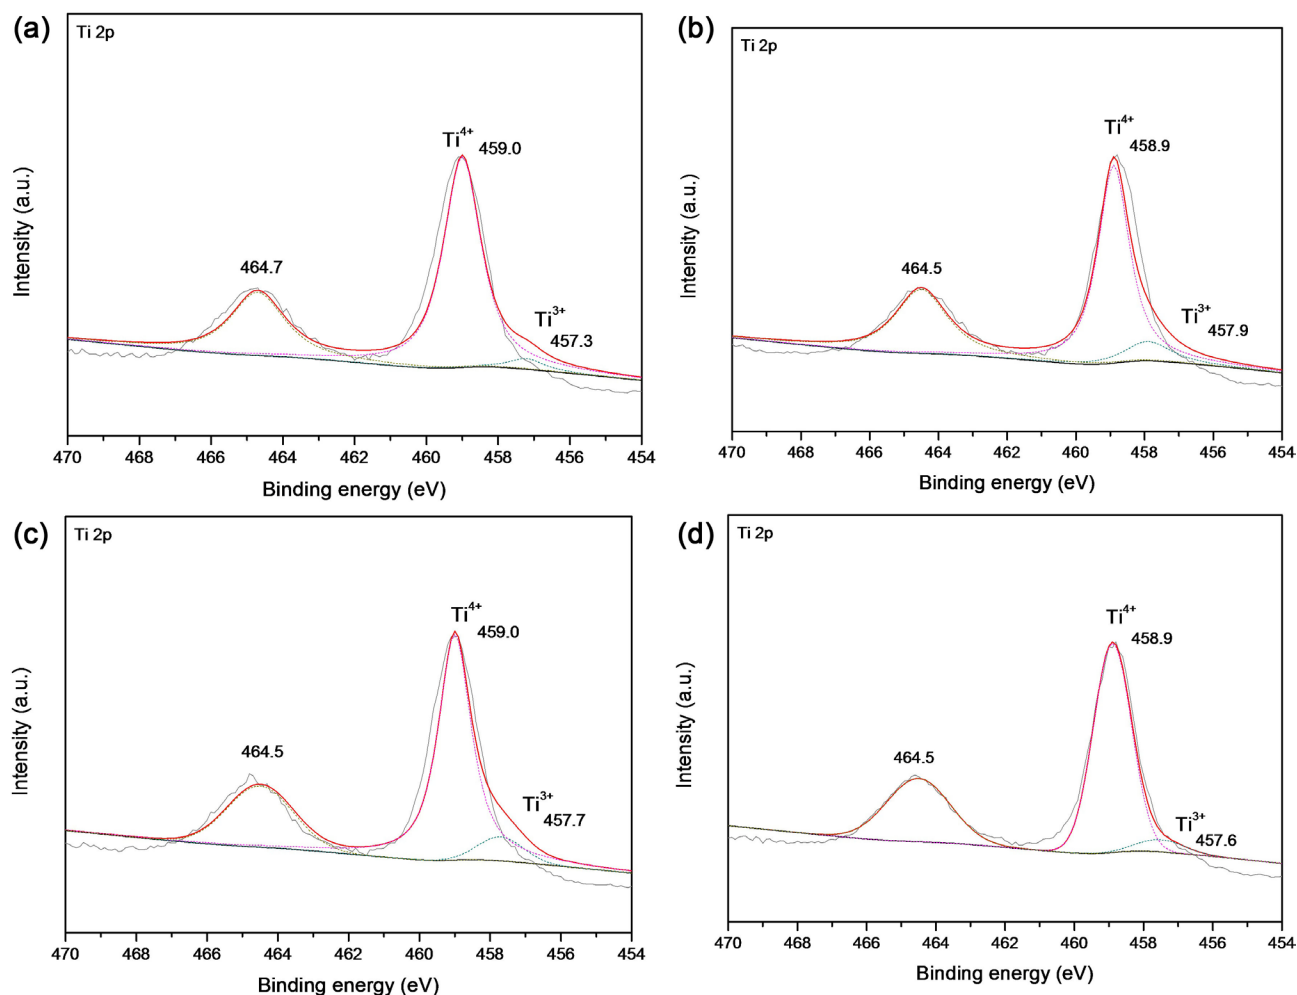 (a)
Ti 2p
Ti4+
459.0
464.7
Ti3+
457.3
Intensity (a.u.)
470 468 466 464 462 460 458 456 454
Binding energy (eV)
(b)
Ti 2p
Ti4+
458.9
464.5
Ti3+
457.9
Intensity (a.u.)
470 468 466 464 462 460 458 456 454
Binding energy (eV)
(c)
Ti 2p
Ti4+
459.0
464.5
Ti3+
457.7
Intensity (a.u.)
470 468 466 464 462 460 458 456 454
Binding energy (eV)
(d)
Ti 2p
Ti4+
458.9
464.5
Ti3+
457.6
Intensity (a.u.)
470 468 466 464 462 460 458 456 454
Binding energy (eV)